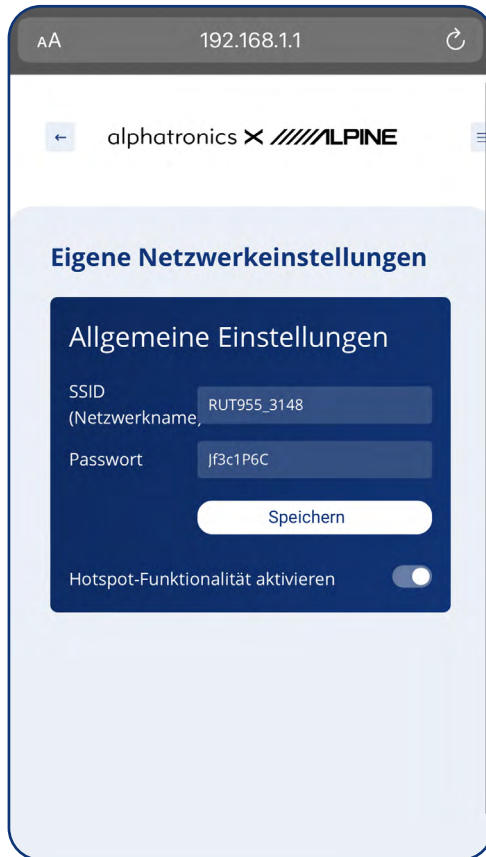 AA 192.168.1.1
alphatronics X /////ALPINE
Eigene Netzwerkeinstellungen
Allgemeine Einstellungen
SSID
(Netzwerkname)
RUT955_3148
Passwort Jf3c1P6C
Speichern
Hotspot-Funktionalität aktivieren